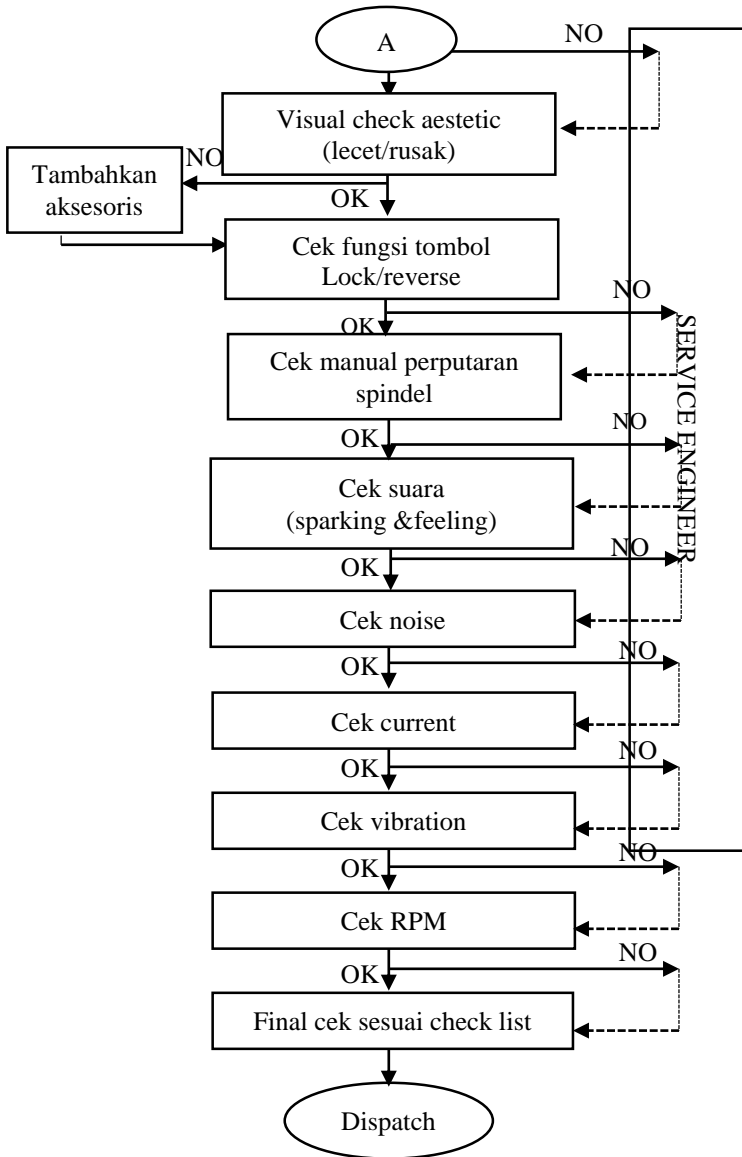 A
NO
Visual check aestetic
(lecet/rusak)
NO
Tambahkan
aksesoris
OK
Cek fungsi tombol
Lock/reverse
NO
OK
Cek manual perputaran
spindel
SERVICE ENGINEER
NO
OK
Cek suara
(sparking &feeling)
NO
OK
Cek noise
NO
OK
Cek current
NO
OK
Cek vibration
NO
OK
Cek RPM
NO
OK
Final cek sesuai check list
Dispatch